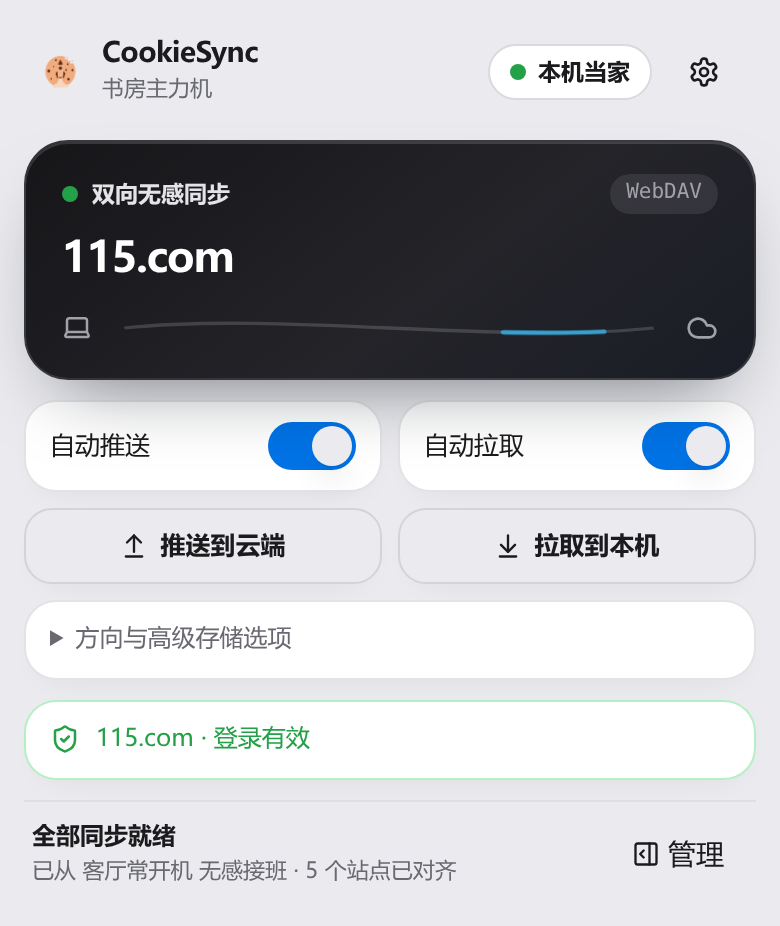 CookieSync
书房主力机
本机当家
双向无感同步
WebDAV
115.com
自动推送
自动拉取
推送到云端
拉取到本机
方向与高级存储选项
115.com · 登录有效
全部同步就绪
已从 客厅常开机 无感接班 · 5 个站点已对齐
管理